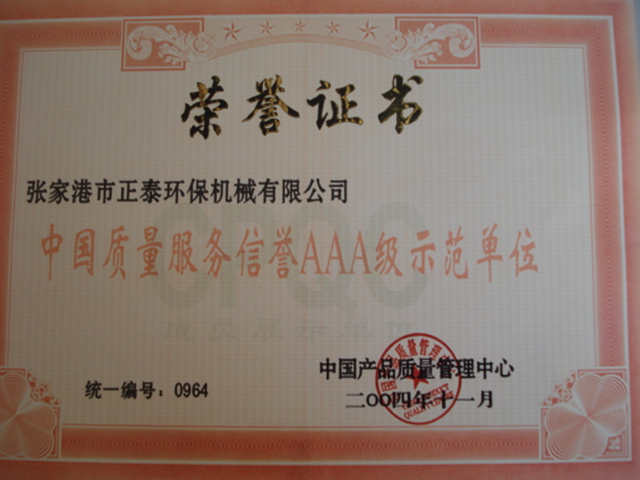 荣誉证书
张家港市正泰环保机械有限公司
中国质量服务信誉AAA级示范单位
中国产品质量管理中心
统一编号：0964
二〇〇四年十一月